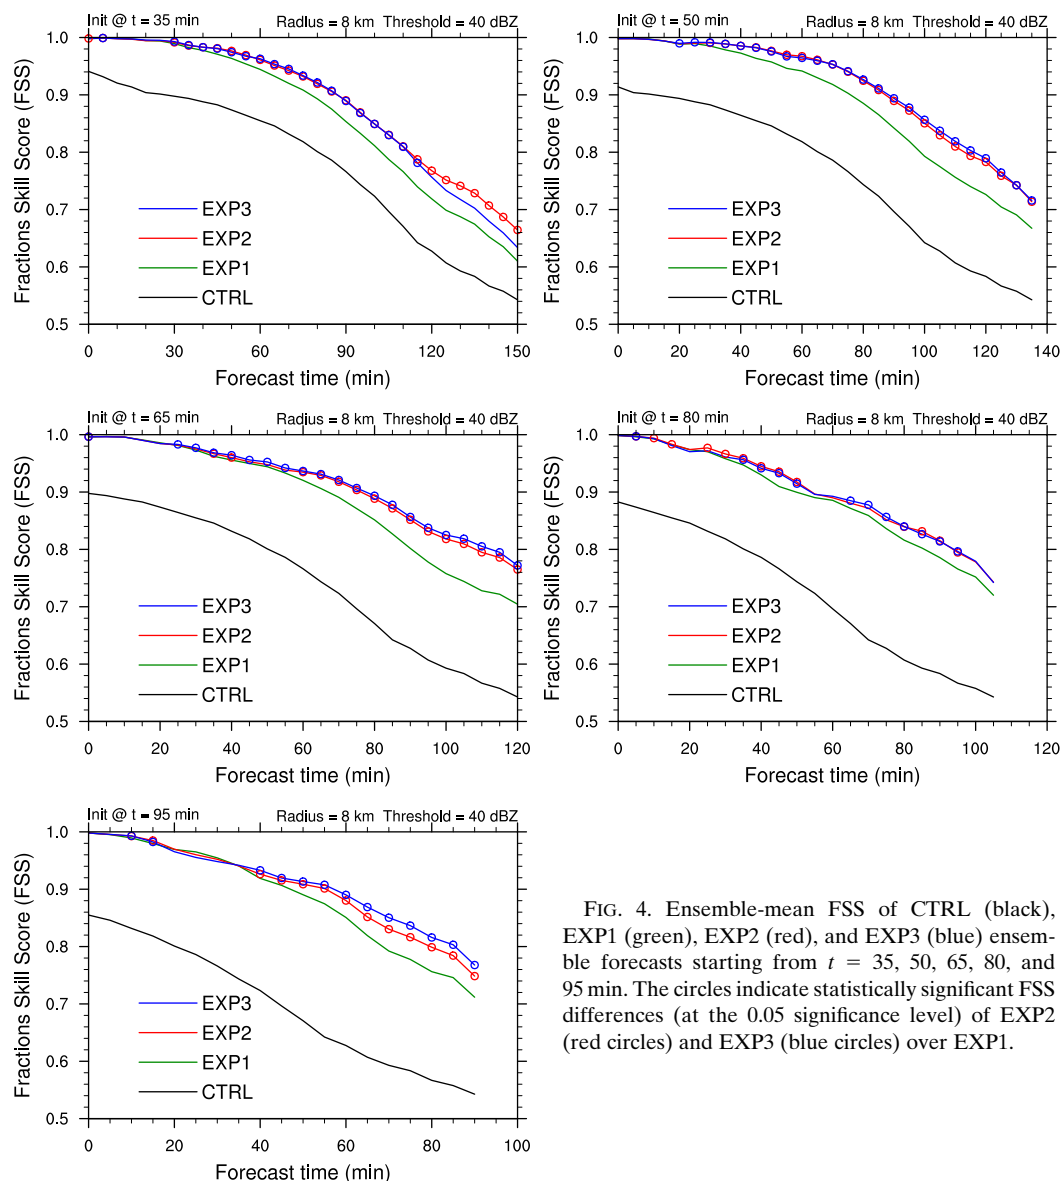 Init @ t = 35 min Radius = 8 km Threshold = 40 dBZ
Fractions Skill Score (FSS)
1.0
0.9
0.8
0.7
0.6
0.5
EXP3
EXP2
EXP1
CTRL
0 30 60 90 120 150
Forecast time (min)
Init @ t = 50 min Radius = 8 km Threshold = 40 dBZ
Fractions Skill Score (FSS)
1.0
0.9
0.8
0.7
0.6
0.5
EXP3
EXP2
EXP1
CTRL
0 20 40 60 80 100 120 140
Forecast time (min)
Init @ t = 65 min Radius = 8 km Threshold = 40 dBZ
Fractions Skill Score (FSS)
1.0
0.9
0.8
0.7
0.6
0.5
EXP3
EXP2
EXP1
CTRL
0 20 40 60 80 100 120
Forecast time (min)
Init @ t = 80 min Radius = 8 km Threshold = 40 dBZ
Fractions Skill Score (FSS)
1.0
0.9
0.8
0.7
0.6
0.5
EXP3
EXP2
EXP1
CTRL
0 20 40 60 80 100 120
Forecast time (min)
Init @ t = 95 min Radius = 8 km Threshold = 40 dBZ
Fractions Skill Score (FSS)
1.0
0.9
0.8
0.7
0.6
0.5
EXP3
EXP2
EXP1
CTRL
0 20 40 60 80 100
Forecast time (min)
FIG. 4. Ensemble-mean FSS of CTRL (black),
EXP1 (green), EXP2 (red), and EXP3 (blue) ensem-
ble forecasts starting from t = 35, 50, 65, 80, and
95 min. The circles indicate statistically significant FSS
differences (at the 0.05 significance level) of EXP2
(red circles) and EXP3 (blue circles) over EXP1.